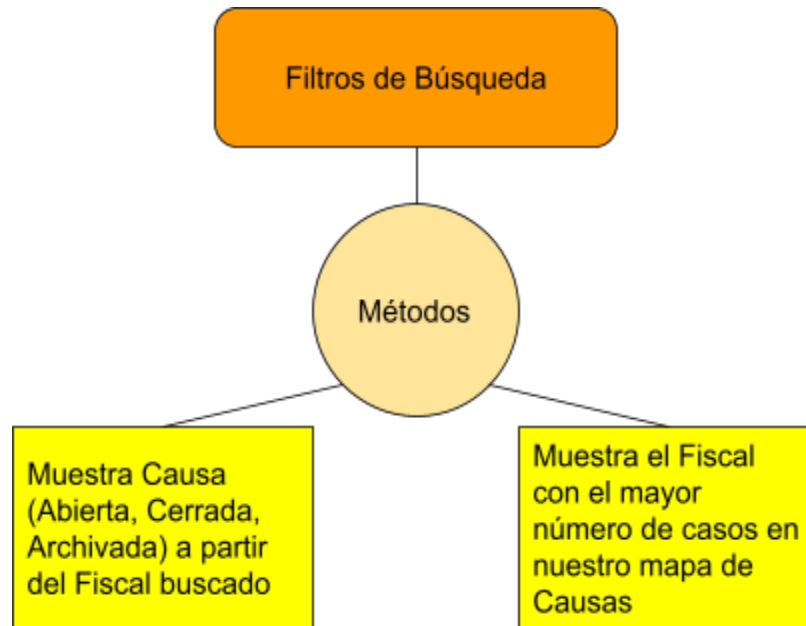 Filtros de Búsqueda
Métodos
Muestra Causa
(Abierta, Cerrada,
Archivada) a partir
del Fiscal buscado
Muestra el Fiscal
con el mayor
número de casos en
nuestro mapa de
Causas